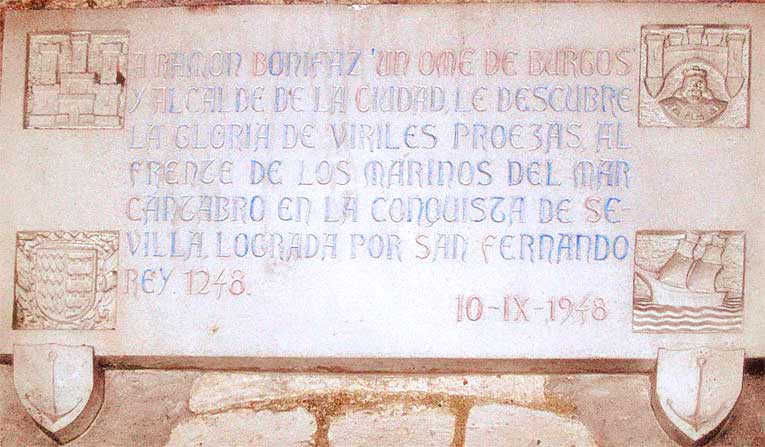 A RAMON BONIFAZ 'UN OME DE BURGOS'
Y ALCALDE DE LA CIUDAD, LE DESCUBRE
LA GLORIA DE VIRILES PROEZAS, AL
FRENTE DE LOS MARINOS DEL MAR
CANTABRO EN LA CONQUISTA DE SE-
VILLA, LOGRADA POR SAN FERNANDO
REY. 1248.
10-IX-1948